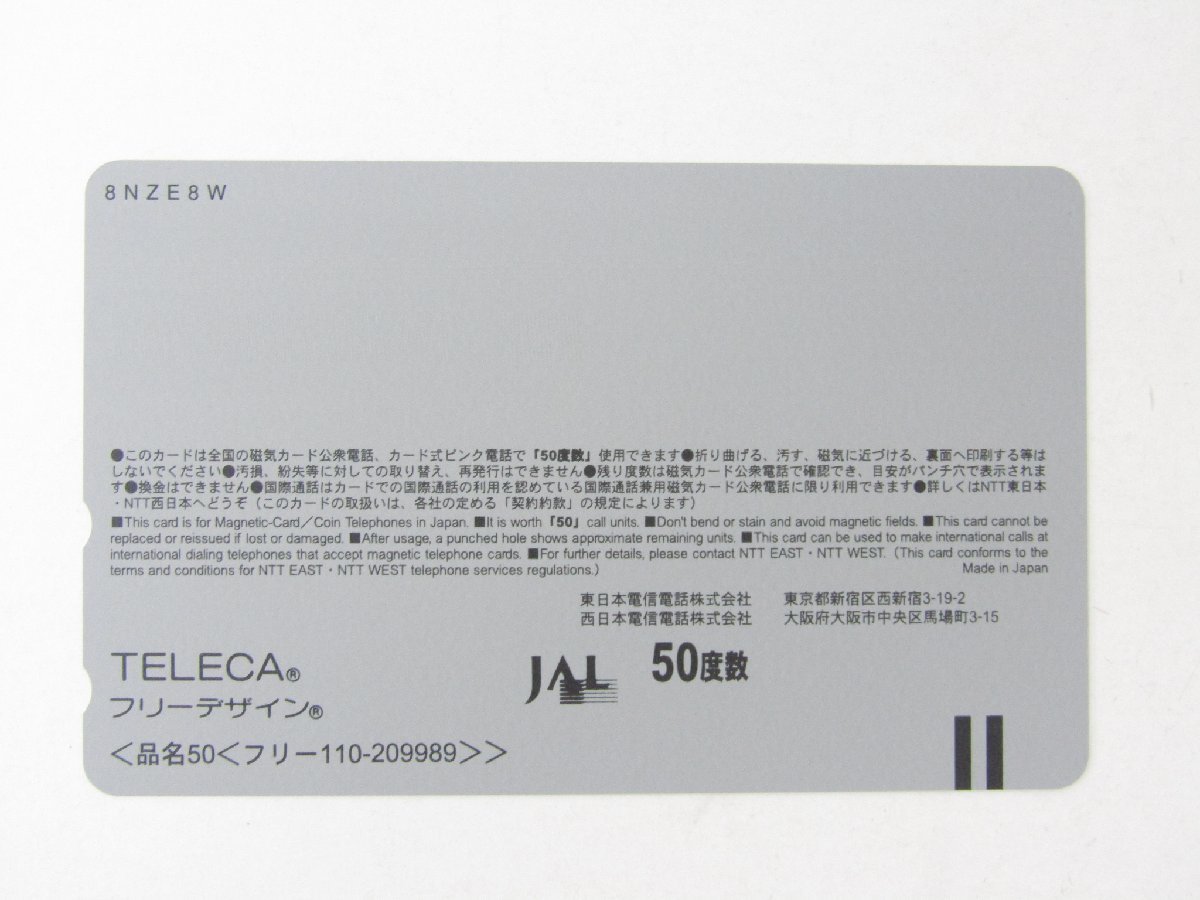 8NZE8W
●このカードは全国の磁気カード公衆電話、カード式ピンク電話で「50度数」使用できます●折り曲げる、汚す、磁気に近づける、裏面へ印刷する等は
しないでください●汚損、紛失等に対しての取り替え、再発行はできません●残り度数は磁気カード公衆電話で確認でき、目安がパンチ穴で表示されま
す●換金はできません●国際通話はカードでの国際通話の利用を認めている国際通話兼用磁気カード公衆電話に限り利用できます●詳しくはNTT東日本
・NTT西日本へどうぞ（このカードの取扱いは、各社の定める「契約約款」の規定によります）
■This card is for Magnetic-Card／Coin Telephones in Japan. ■It is worth「50」call units. ■Don't bend or stain and avoid magnetic fields. ■This card cannot be
replaced or reissued if lost or damaged. ■After usage, a punched hole shows approximate remaining units. ■This card can be used to make international calls at
international dialing telephones that accept magnetic telephone cards. ■For further details, please contact NTT EAST・NTT WEST.（This card conforms to the
terms and conditions for NTT EAST・NTT WEST telephone services regulations.） Made in Japan
東日本電信電話株式会社 東京都新宿区西新宿3-19-2
西日本電信電話株式会社 大阪府大阪市中央区馬場町3-15
TELECA®
JAL 50度数
フリーデザイン®
＜品名50＜フリー110-209989＞＞